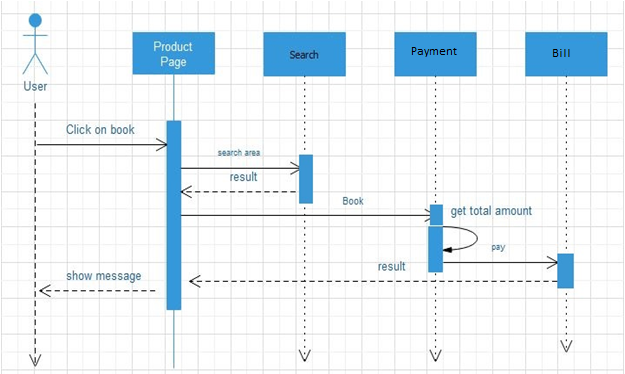 Product
Page
Search
Payment
Bill
User
Click on book
search area
result
Book
get total amount
pay
result
show message